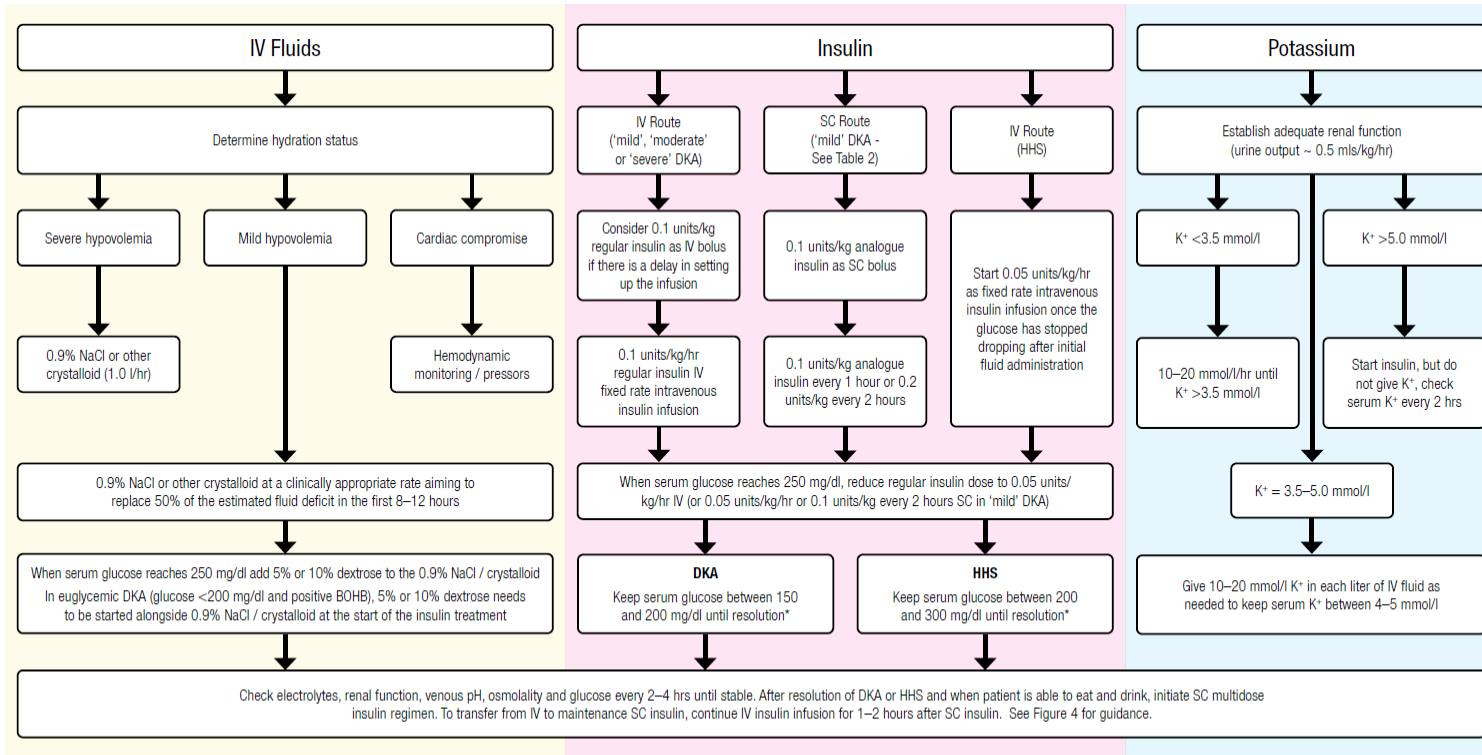 IV Fluids
Determine hydration status
Severe hypovolemia
Mild hypovolemia
Cardiac compromise
0.9% NaCl or other
crystalloid (1.0 l/hr)
Hemodynamic
monitoring / pressors
0.9% NaCl or other crystalloid at a clinically appropriate rate aiming to
replace 50% of the estimated fluid deficit in the first 8–12 hours
When serum glucose reaches 250 mg/dl add 5% or 10% dextrose to the 0.9% NaCl / crystalloid
In euglycemic DKA (glucose <200 mg/dl and positive BOHB), 5% or 10% dextrose needs
to be started alongside 0.9% NaCl / crystalloid at the start of the insulin treatment
Insulin
IV Route
('mild', 'moderate'
or 'severe' DKA)
SC Route
('mild' DKA -
See Table 2)
IV Route
(HHS)
Consider 0.1 units/kg
regular insulin as IV bolus
if there is a delay in setting
up the infusion
0.1 units/kg analogue
insulin as SC bolus
Start 0.05 units/kg/hr
as fixed rate intravenous
insulin infusion once the
glucose has stopped
dropping after initial
fluid administration
0.1 units/kg/hr
regular insulin IV
fixed rate intravenous
insulin infusion
0.1 units/kg analogue
insulin every 1 hour or 0.2
units/kg every 2 hours
When serum glucose reaches 250 mg/dl, reduce regular insulin dose to 0.05 units/
kg/hr IV (or 0.05 units/kg/hr or 0.1 units/kg every 2 hours SC in 'mild' DKA)
DKA
Keep serum glucose between 150
and 200 mg/dl until resolution*
HHS
Keep serum glucose between 200
and 300 mg/dl until resolution*
Potassium
Establish adequate renal function
(urine output ~ 0.5 mls/kg/hr)
K⁺ <3.5 mmol/l
K⁺ >5.0 mmol/l
10–20 mmol/l/hr until
K⁺ >3.5 mmol/l
Start insulin, but do
not give K⁺, check
serum K⁺ every 2 hrs
K⁺ = 3.5–5.0 mmol/l
Give 10–20 mmol/l K⁺ in each liter of IV fluid as
needed to keep serum K⁺ between 4–5 mmol/l
Check electrolytes, renal function, venous pH, osmolality and glucose every 2–4 hrs until stable. After resolution of DKA or HHS and when patient is able to eat and drink, initiate SC multidose
insulin regimen. To transfer from IV to maintenance SC insulin, continue IV insulin infusion for 1–2 hours after SC insulin. See Figure 4 for guidance.